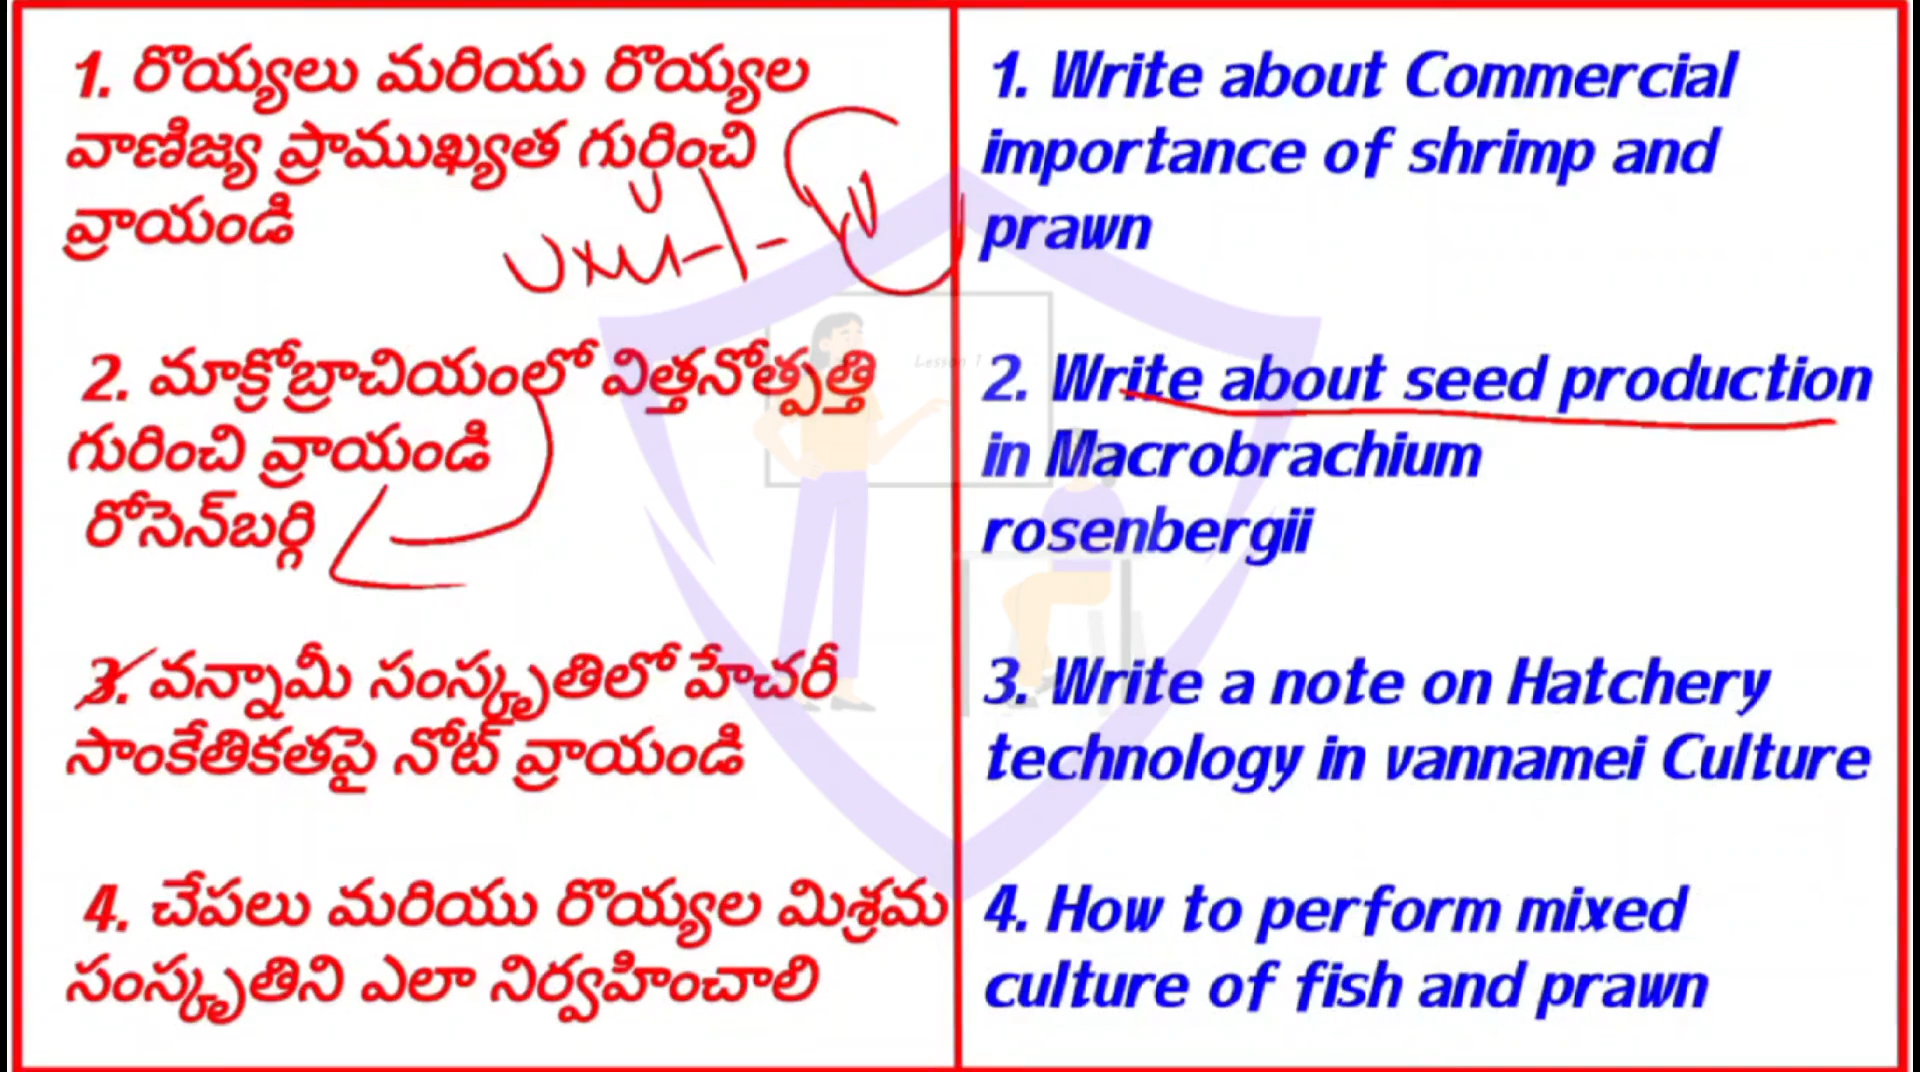 1. రొయ్యలు మరియు రొయ్యల
వాణిజ్య ప్రాముఖ్యత గురించి
వ్రాయండి
2. మాక్రోబ్రాచియంలో విత్తనోత్పత్తి
గురించి వ్రాయండి
రోసెన్‌బర్గి
3. వన్నామీ సంస్కృతిలో హేచరీ
సాంకేతికతపై నోట్ వ్రాయండి
4. చేపలు మరియు రొయ్యల మిశ్రమ
సంస్కృతిని ఎలా నిర్వహించాలి
1. Write about Commercial
importance of shrimp and
prawn
2. Write about seed production
in Macrobrachium
rosenbergii
3. Write a note on Hatchery
technology in vannamei Culture
4. How to perform mixed
culture of fish and prawn
Lesson 1